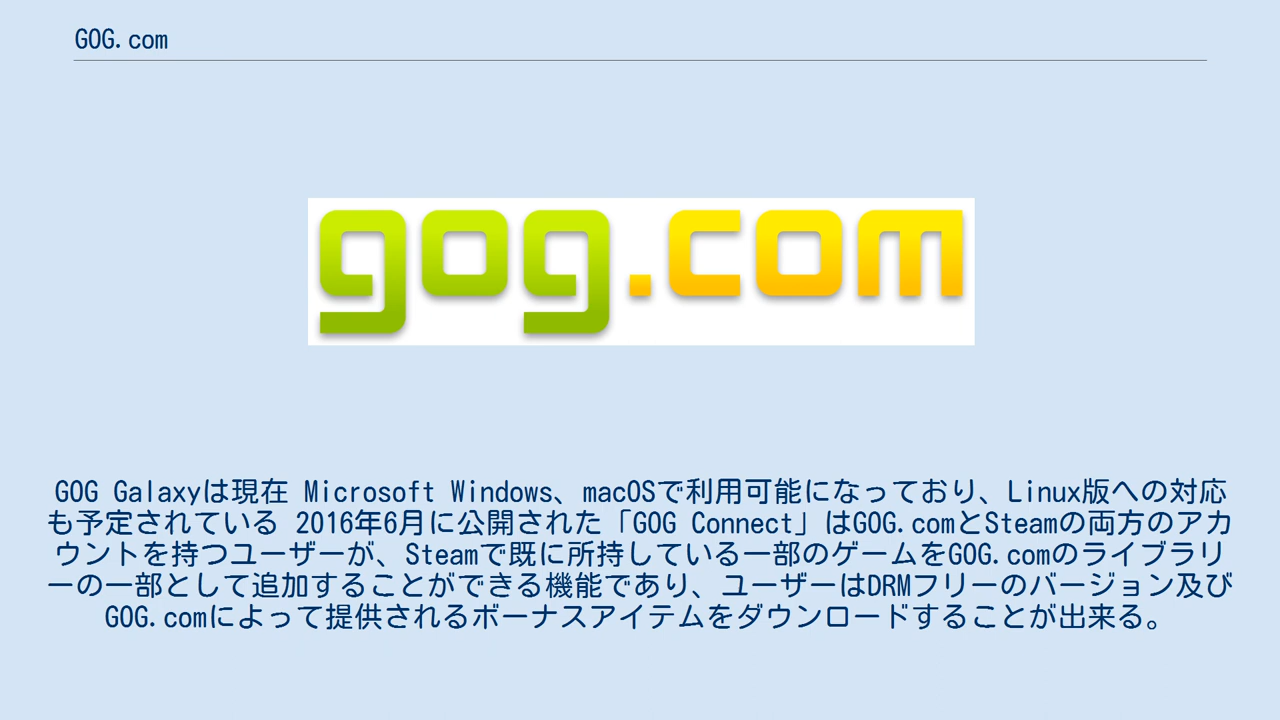 GOG.com
gog.com
GOG Galaxyは現在 Microsoft Windows、macOSで利用可能になっており、Linux版への対応
も予定されている 2016年6月に公開された「GOG Connect」はGOG.comとSteamの両方のアカ
ウントを持つユーザーが、Steamで既に所持している一部のゲームをGOG.comのライブラリ
ーの一部として追加することができる機能であり、ユーザーはDRMフリーのバージョン及び
GOG.comによって提供されるボーナスアイテムをダウンロードすることが出来る。